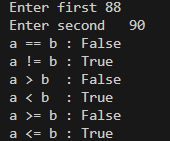 Enter first 88
Enter second   90
a == b : False
a != b : True
a > b  : False
a < b  : True
a >= b : False
a <= b : True